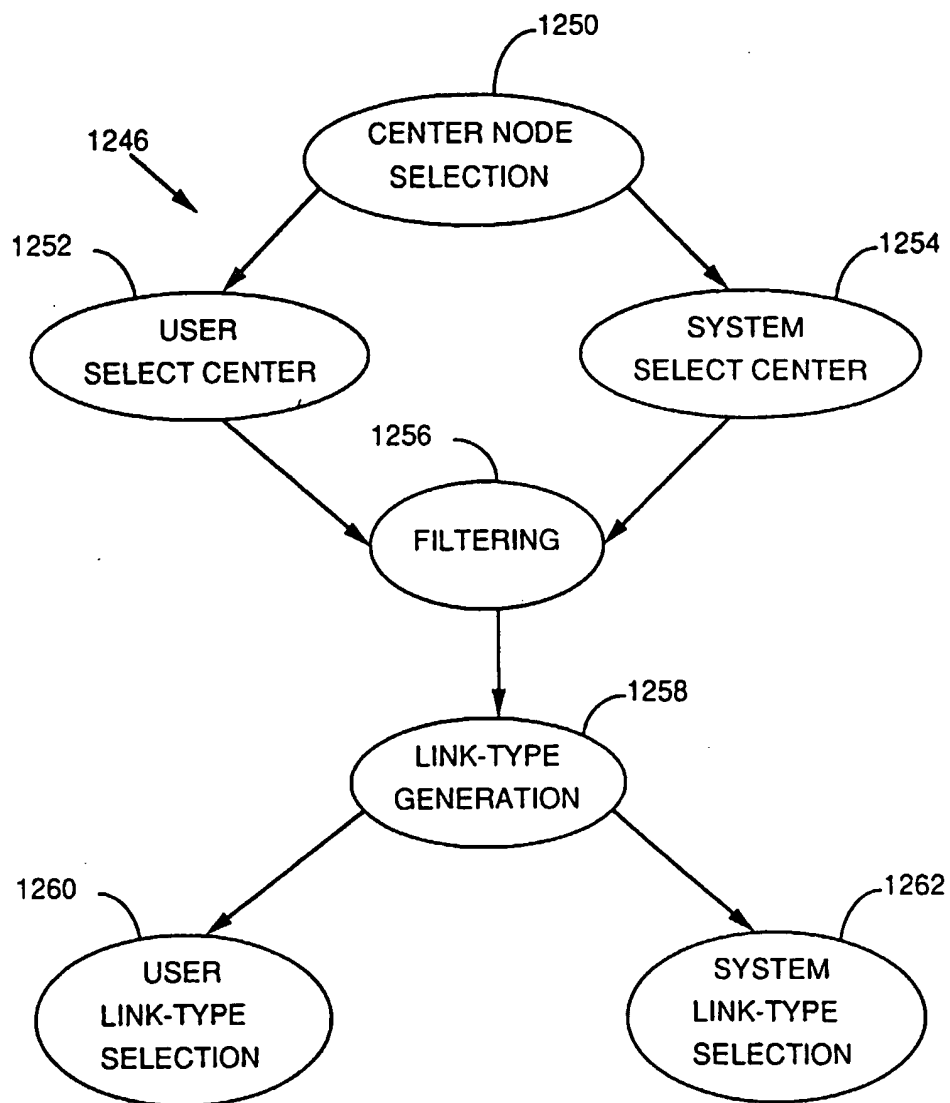 1250
CENTER NODE
SELECTION
1246
1252
USER
SELECT CENTER
1254
SYSTEM
SELECT CENTER
1256
FILTERING
1258
LINK-TYPE
GENERATION
1260
USER
LINK-TYPE
SELECTION
1262
SYSTEM
LINK-TYPE
SELECTION